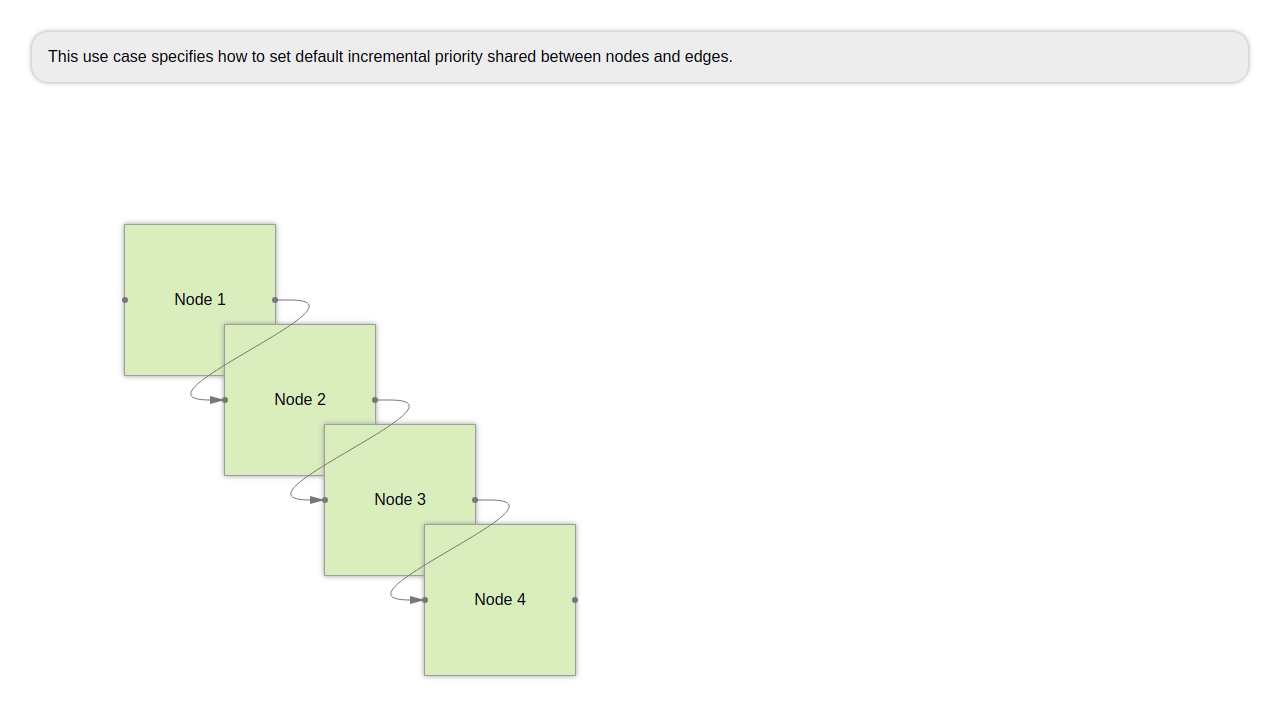 This use case specifies how to set default incremental priority shared between nodes and edges.
Node 1
Node 2
Node 3
Node 4